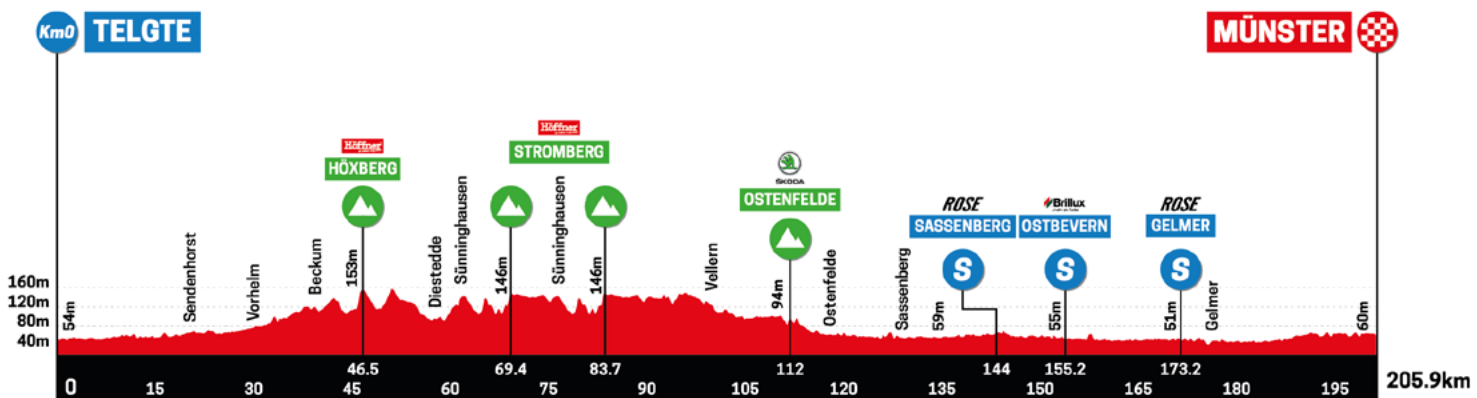 Km0 TELGTE
MÜNSTER
Höffner
HÖXBERG
Höffner
STROMBERG
ŠKODA
OSTENFELDE
ROSE
SASSENBERG
S
Brillux
OSTBEVERN
S
ROSE
GELMER
S
160m
120m
80m
40m
54m
Sendenhorst
Vorhelm
Beckum
153m
Diestedde
Sünninghausen
146m
Sünninghausen
146m
Vellern
94m
Ostenfelde
Sassenberg
59m
55m
51m
Gelmer
60m
46.5 69.4 83.7 112 144 155.2 173.2
0 15 30 45 60 75 90 105 120 135 150 165 180 195 205.9km